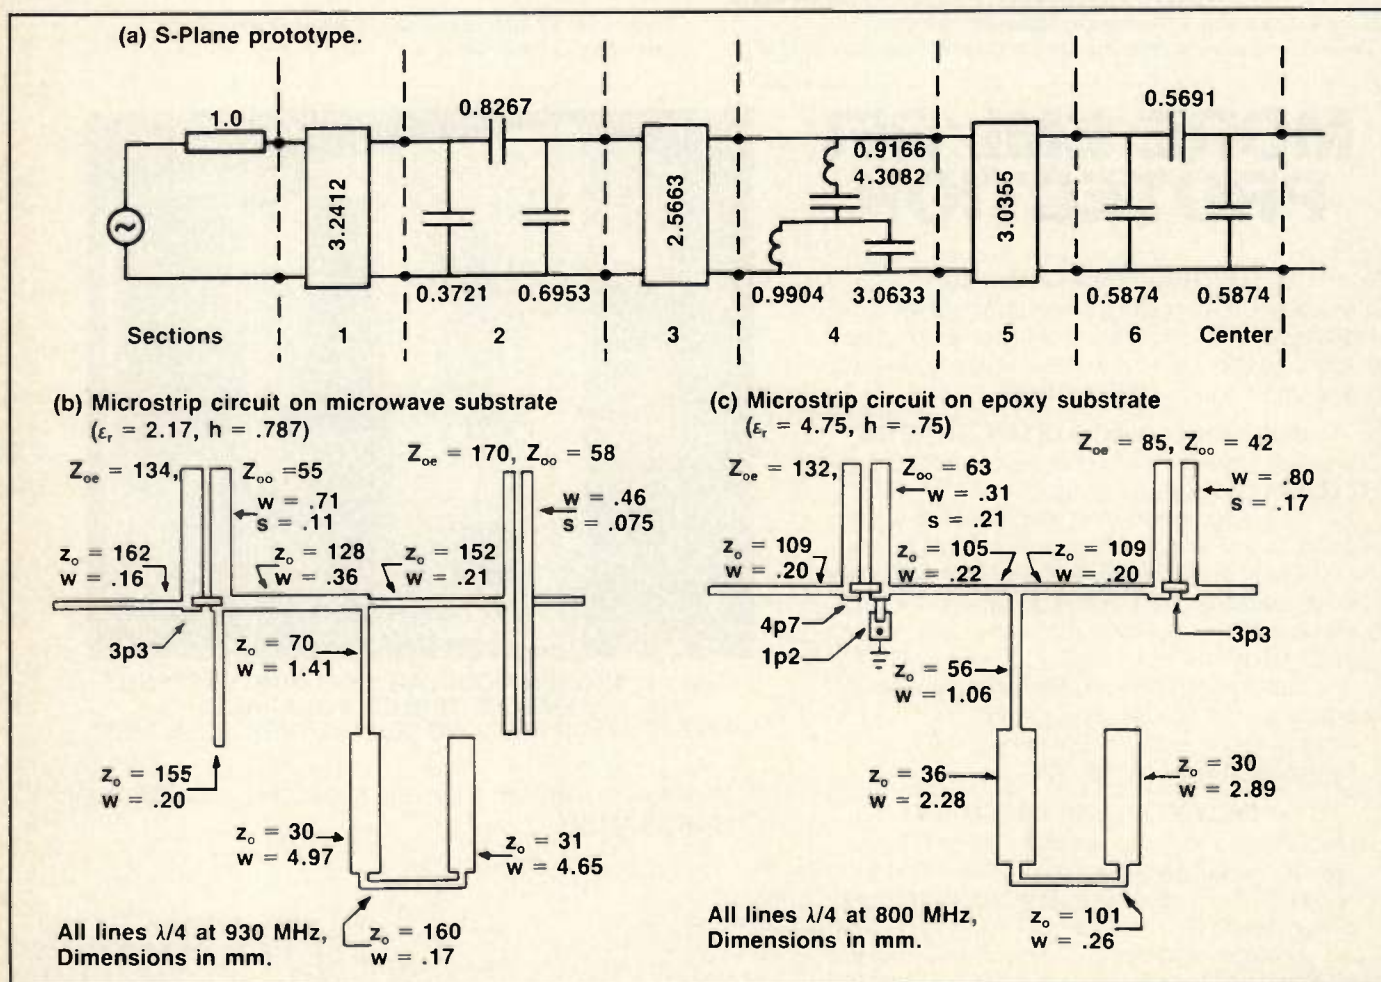 (a) S-Plane prototype.
1.0
3.2412
0.8267
0.3721 0.6953
2.5663
0.9166
4.3082
0.9904 3.0633
3.0355
0.5691
0.5874 0.5874
Sections 1 2 3 4 5 6 Center
(b) Microstrip circuit on microwave substrate
(εr = 2.17, h = .787)
Zoe = 134, Zoo =55
w = .71
s = .11
Zoe = 170, Zoo = 58
w = .46
s = .075
zo = 162
w = .16
zo = 128
w = .36
zo = 152
w = .21
3p3
zo = 70
w = 1.41
zo = 155
w = .20
zo = 30
w = 4.97
zo = 31
w = 4.65
All lines λ/4 at 930 MHz,
Dimensions in mm.
zo = 160
w = .17
(c) Microstrip circuit on epoxy substrate
(εr = 4.75, h = .75)
Zoe = 132, Zoo = 63
w = .31
s = .21
Zoe = 85, Zoo = 42
w = .80
s = .17
zo = 109
w = .20
zo = 105
w = .22
zo = 109
w = .20
4p7
1p2
3p3
zo = 56
w = 1.06
zo = 36
w = 2.28
zo = 30
w = 2.89
All lines λ/4 at 800 MHz,
Dimensions in mm.
zo = 101
w = .26